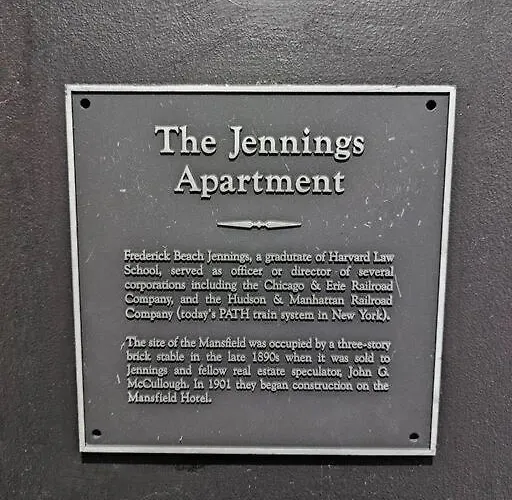 The Jennings
Apartment
Frederick Beach Jennings, a gradutate of Harvard Law
School, served as officer or director of several
corporations including the Chicago & Erie Railroad
Company, and the Hudson & Manhattan Railroad
Company (today's PATH train system in New York).
The site of the Mansfield was occupied by a three-story
brick stable in the late 1890s when it was sold to
Jennings and fellow real estate speculator, John G.
McCullough. In 1901 they began construction on the
Mansfield Hotel.